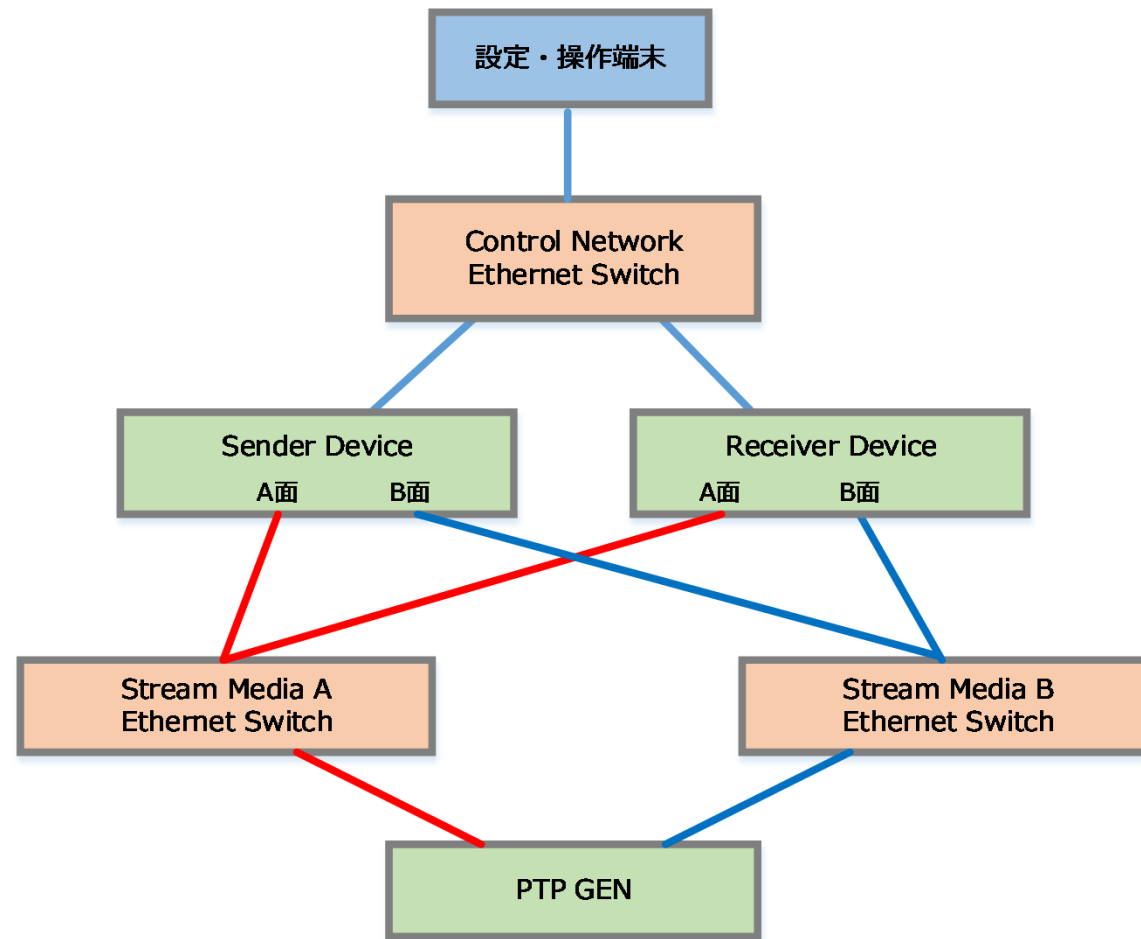 設定・操作端末
Control Network
Ethernet Switch
Sender Device
A面 B面
Receiver Device
A面 B面
Stream Media A
Ethernet Switch
Stream Media B
Ethernet Switch
PTP GEN